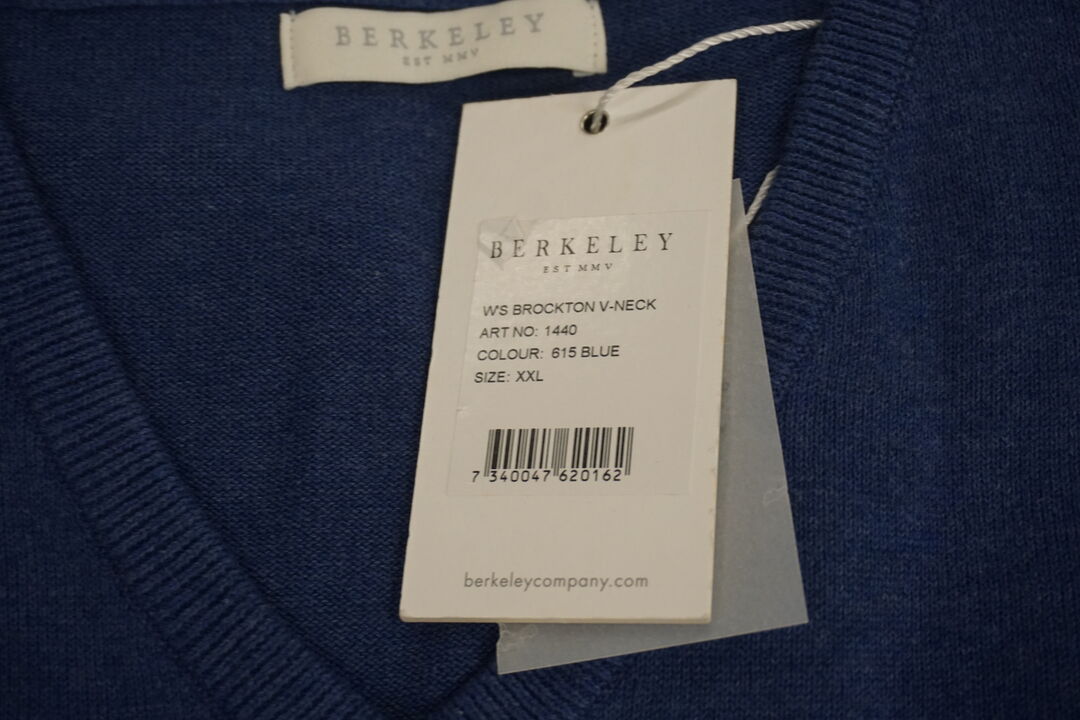 BERKELEY
EST MMV
BERKELEY
EST MMV
W'S BROCKTON V-NECK
ART NO: 1440
COLOUR: 615 BLUE
SIZE: XXL
7 340047 620162
berkeleycompany.com